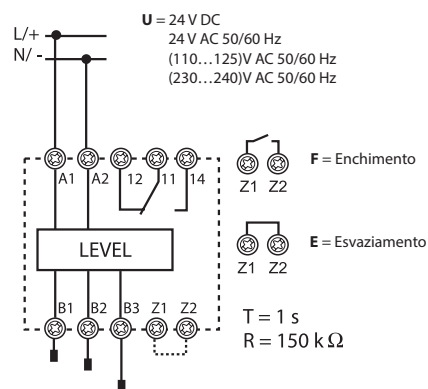 L/+
N/ -
U = 24 V DC
24 V AC 50/60 Hz
(110...125)V AC 50/60 Hz
(230...240)V AC 50/60 Hz
A1 A2 12 11 14
Z1 Z2
F = Enchimento
LEVEL
Z1 Z2
E = Esvaziamento
B1 B2 B3 Z1 Z2
T = 1 s
R = 150 k Ω